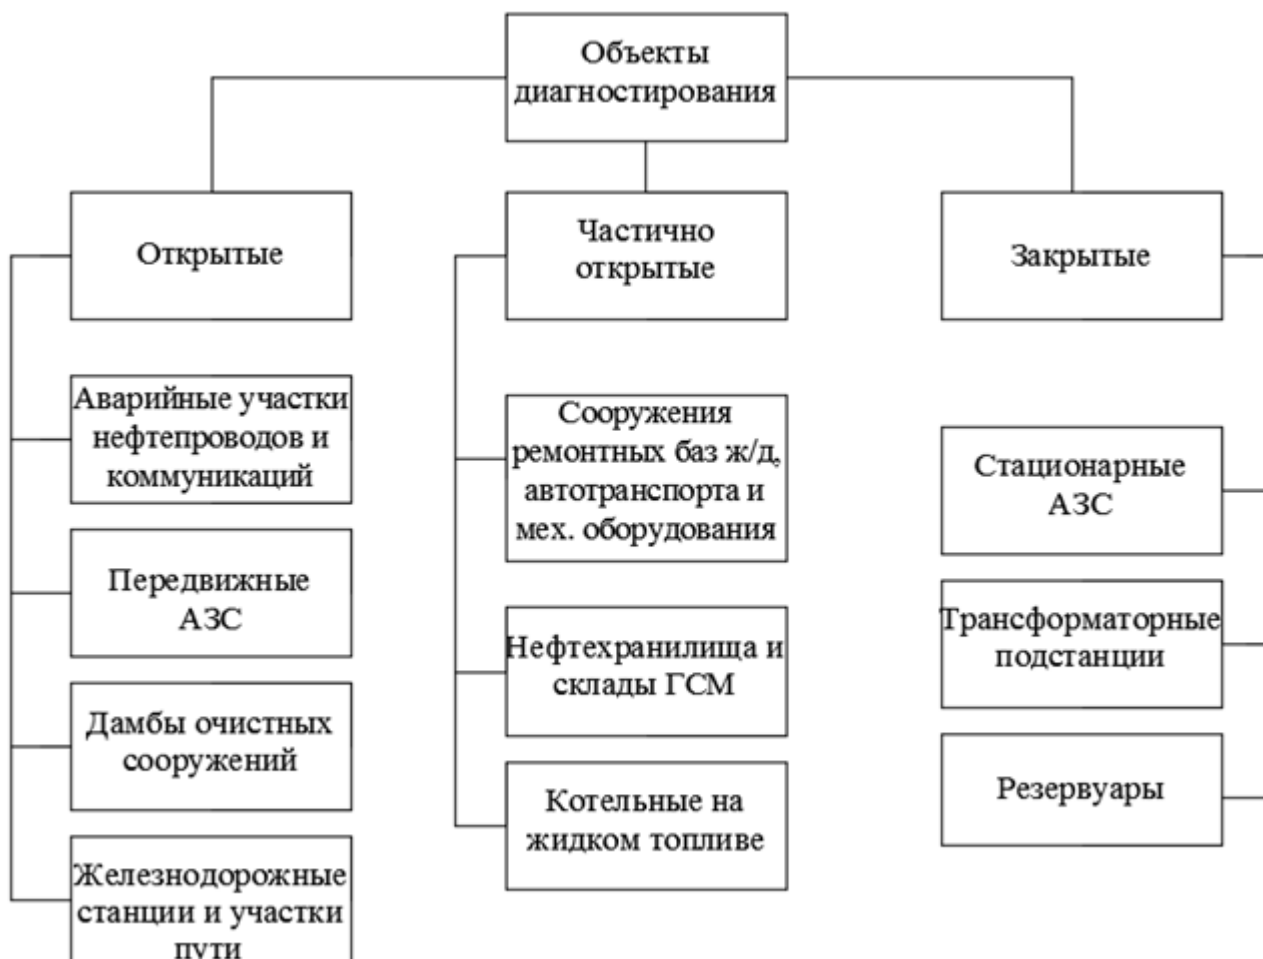 Объекты
диагностирования
Открытые
Частично
открытые
Закрытые
Аварийные участки
нефтепроводов и
коммуникаций
Передвижные
АЗС
Дамбы очистных
сооружений
Железнодорожные
станции и участки
пути
Сооружения
ремонтных баз ж/д,
автотранспорта и
мех. оборудования
Нефтехранилища и
склады ГСМ
Котельные на
жидком топливе
Стационарные
АЗС
Трансформаторные
подстанции
Резервуары